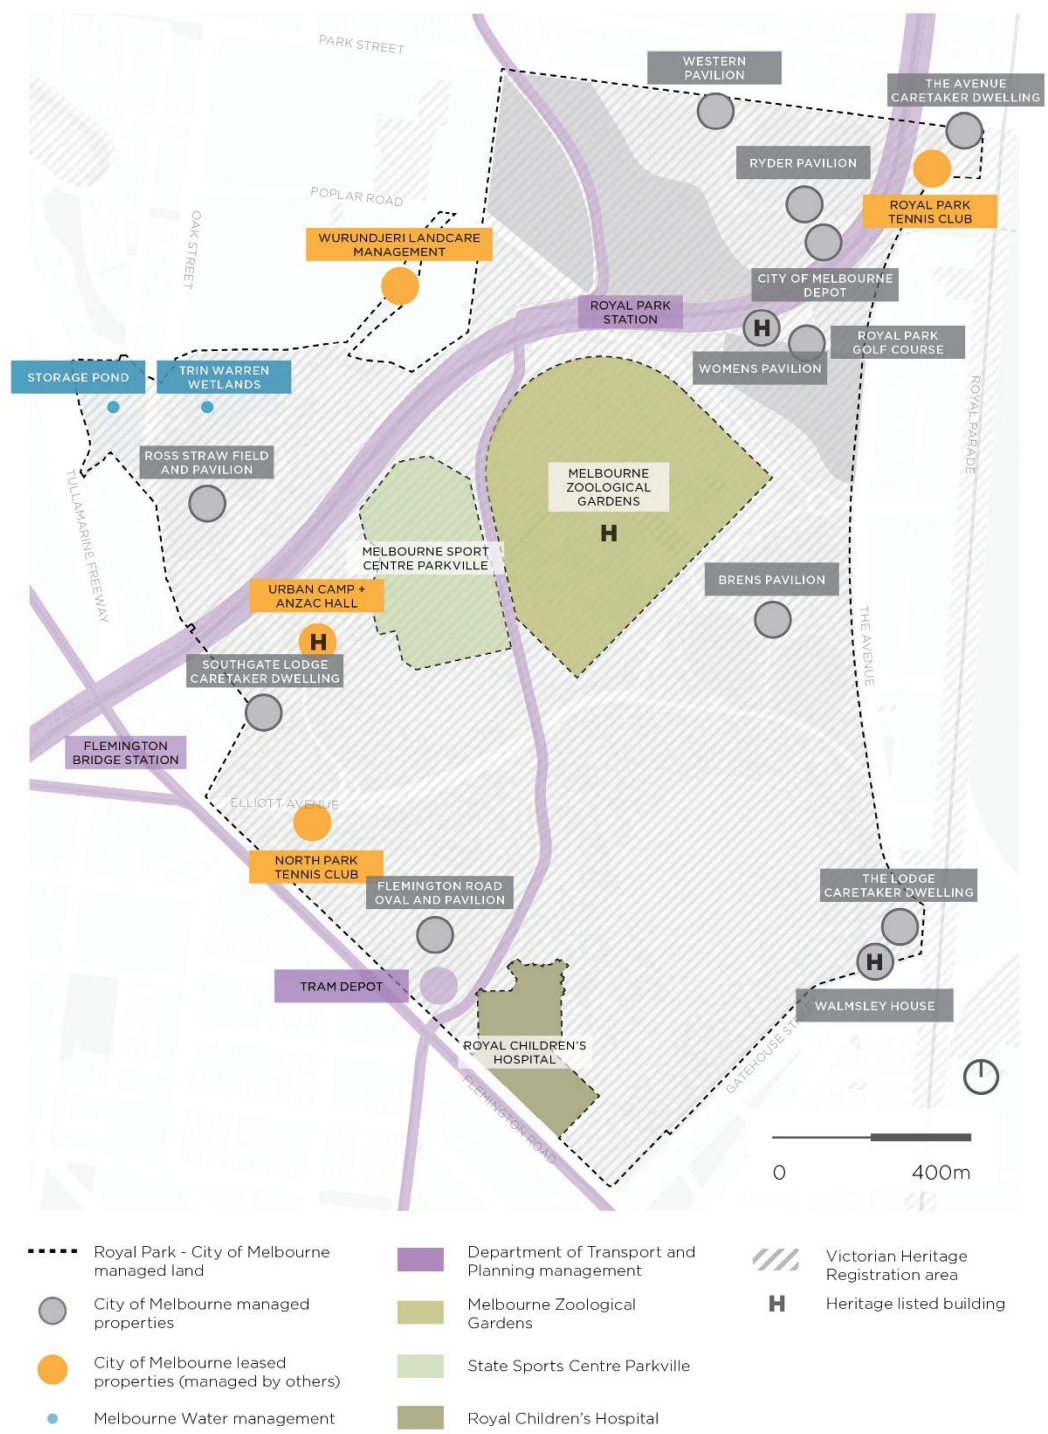 PARK STREET
WESTERN
PAVILION
THE AVENUE
CARETAKER DWELLING
RYDER PAVILION
POPLAR ROAD
ROYAL PARK
TENNIS CLUB
OAK STREET
WURUNDJERI LANDCARE
MANAGEMENT
CITY OF MELBOURNE
DEPOT
ROYAL PARK
STATION
H
ROYAL PARK
GOLF COURSE
WOMENS PAVILION
STORAGE POND
TRIN WARREN
WETLANDS
ROYAL PARADE
ROSS STRAW FIELD
AND PAVILION
MELBOURNE
ZOOLOGICAL
GARDENS
H
TULLAMARINE FREEWAY
MELBOURNE SPORT
CENTRE PARKVILLE
BRENS PAVILION
URBAN CAMP +
ANZAC HALL
H
THE AVENUE
SOUTHGATE LODGE
CARETAKER DWELLING
FLEMINGTON
BRIDGE STATION
ELLIOTT AVENUE
NORTH PARK
TENNIS CLUB
FLEMINGTON ROAD
OVAL AND PAVILION
THE LODGE
CARETAKER DWELLING
H
TRAM DEPOT
WALMSLEY HOUSE
ROYAL CHILDREN'S
HOSPITAL
GATEHOUSE STREET
FLEMINGTON ROAD
0 400m
Royal Park - City of Melbourne
managed land
City of Melbourne managed
properties
City of Melbourne leased
properties (managed by others)
Melbourne Water management
Department of Transport and
Planning management
Melbourne Zoological
Gardens
State Sports Centre Parkville
Royal Children's Hospital
Victorian Heritage
Registration area
H Heritage listed building